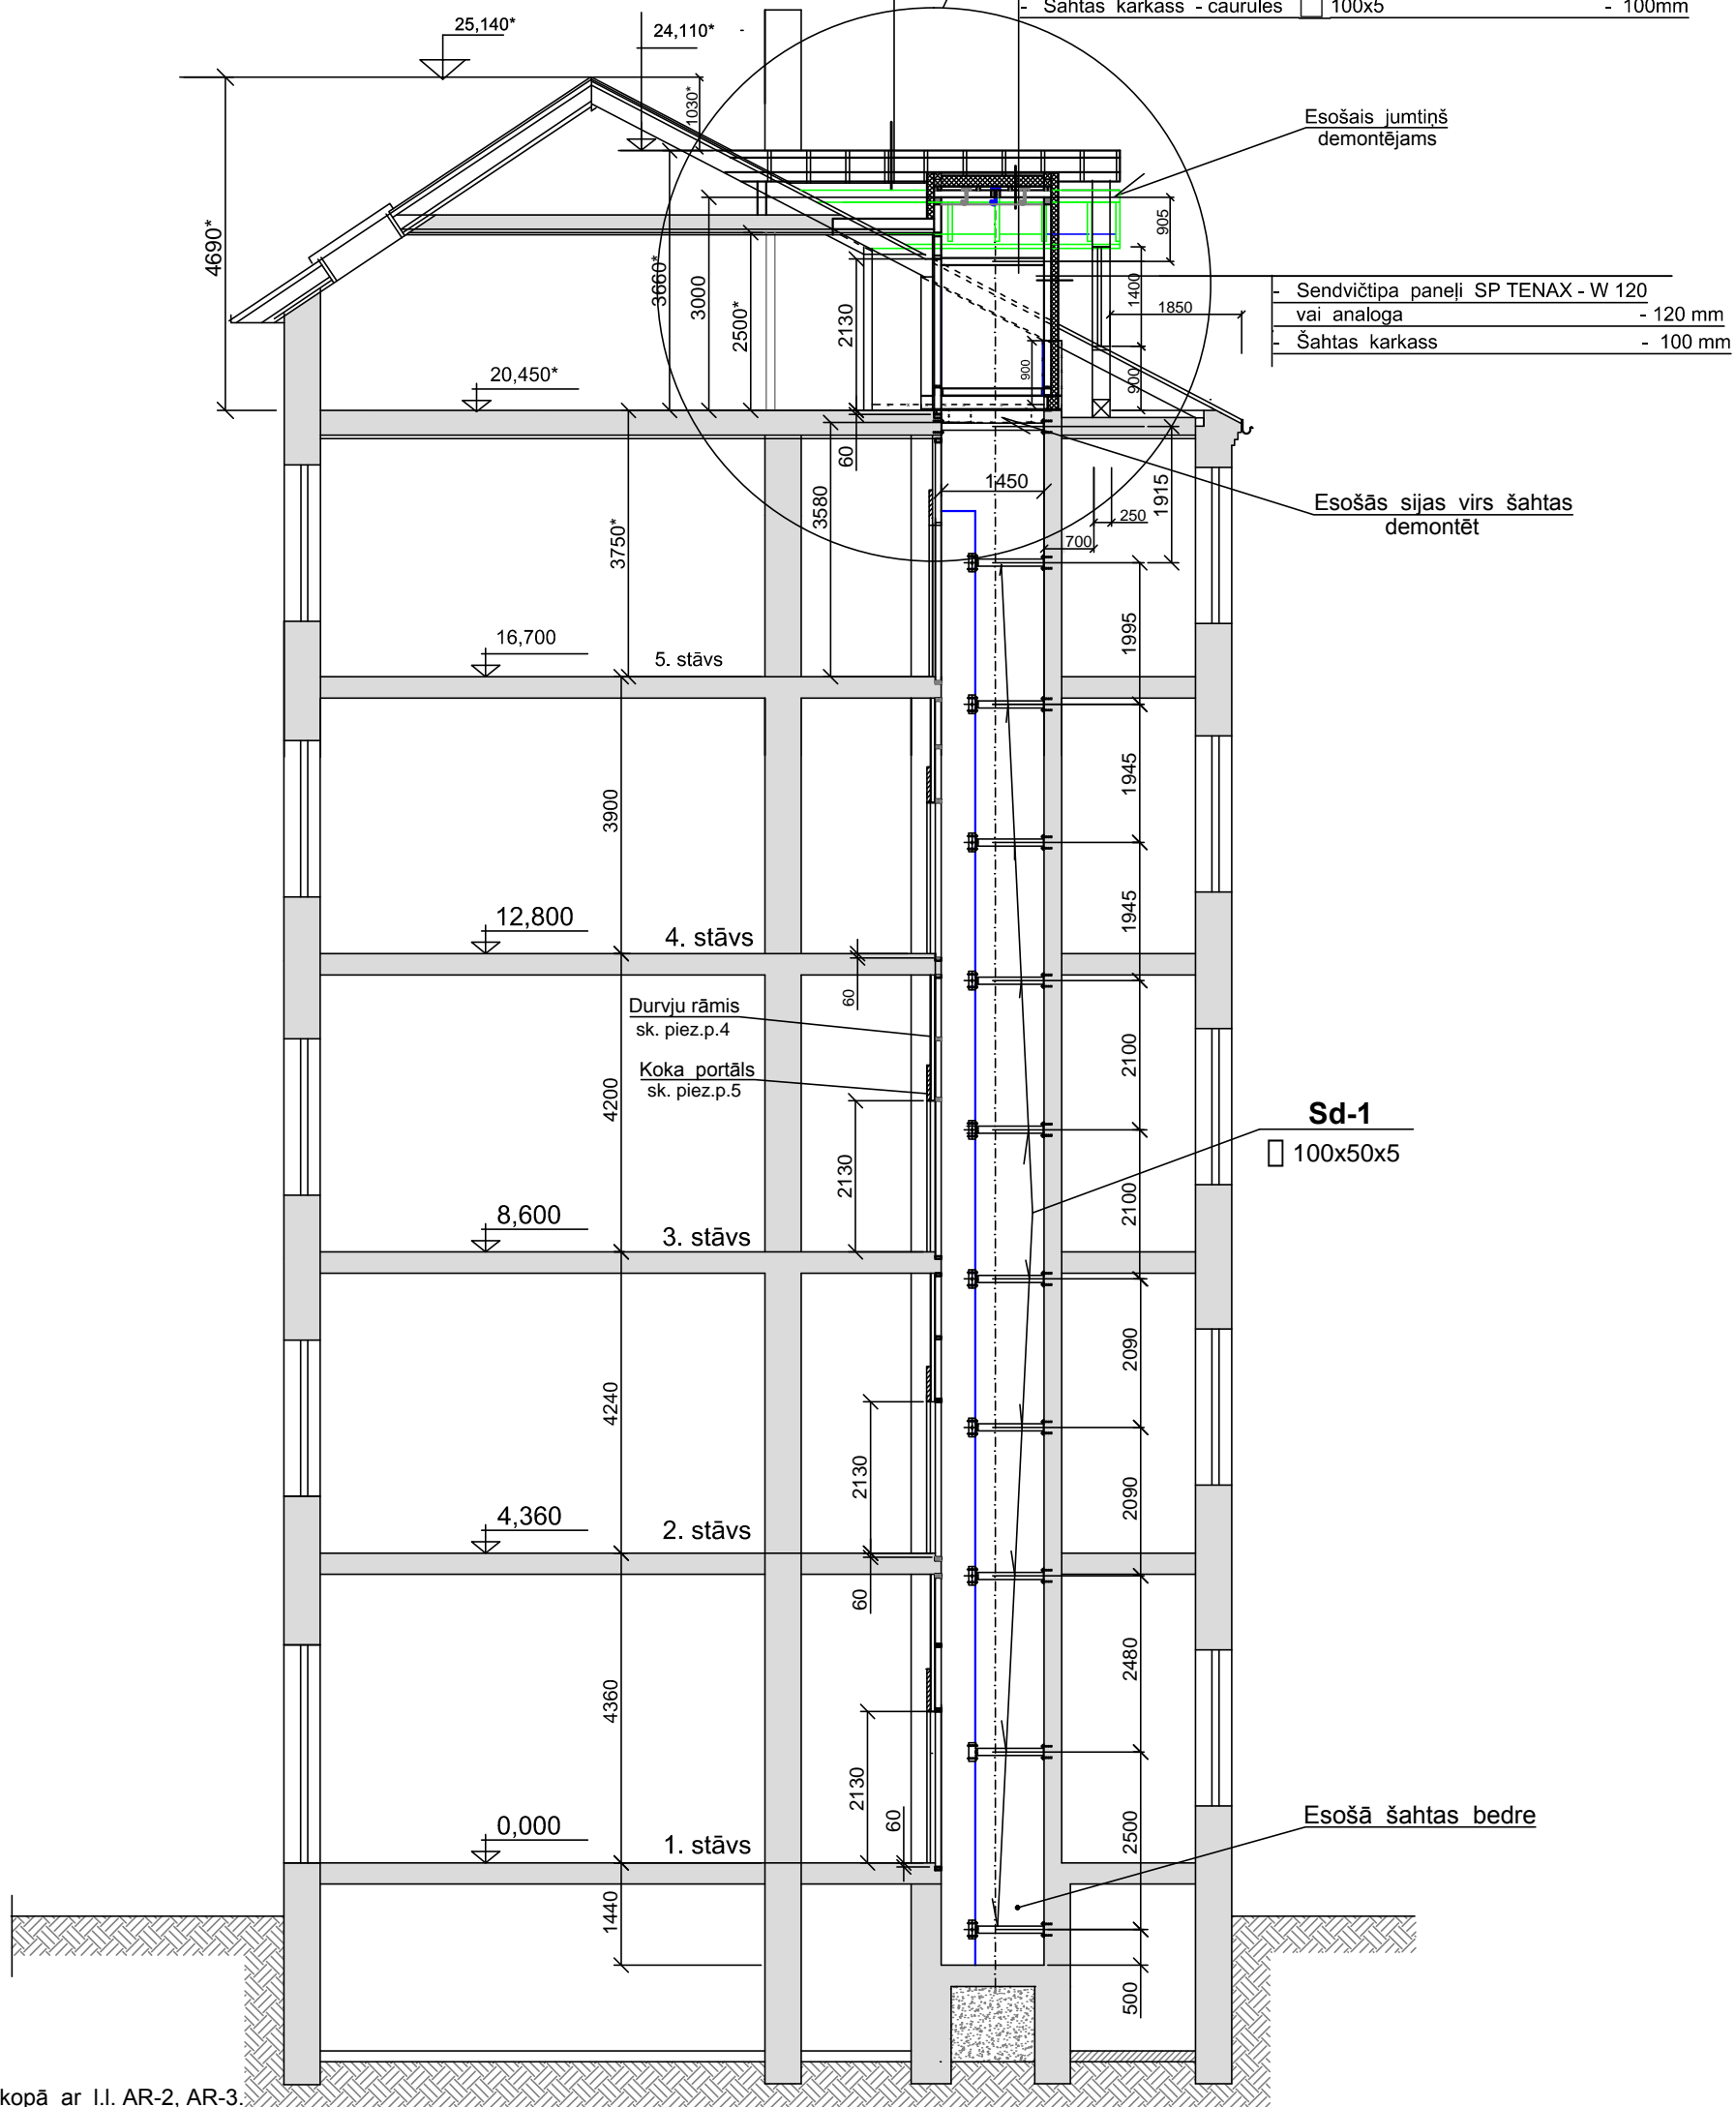 - Šahtas karkass - caurules 100x5 - 100mm
25,140*
24,110*
1030*
Esošais jumtiņš
demontējams
4690*
3660*
3000
2500*
2130
905
1400
1850
900
900
- Sendvičtipa paneļi SP TENAX - W 120
vai analoga - 120 mm
- Šahtas karkass - 100 mm
20,450*
60
3580
3750*
1450
250
700
1915
Esošās sijas virs šahtas
demontēt
16,700
5. stāvs
1995
3900
1945
12,800
4. stāvs
1945
60
Durvju rāmis
sk. piez.p.4
Koka portāls
sk. piez.p.5
4200
2100
2130
Sd-1
100x50x5
8,600
3. stāvs
2100
4240
2090
2130
4,360
2. stāvs
2090
60
4360
2480
2130
0,000
1. stāvs
60
2500
Esošā šahtas bedre
1440
500
kopā ar l.l. AR-2, AR-3.